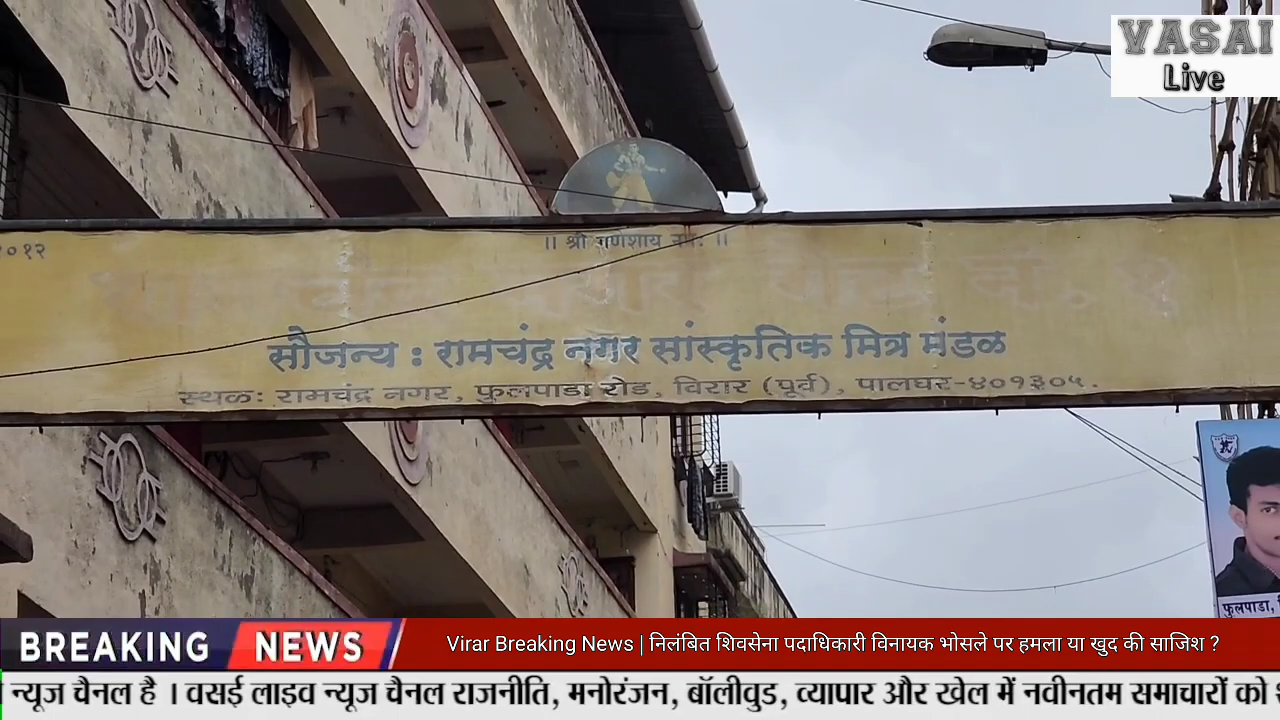 VASAI
Live
२०१२
|| श्री गणेशाय नमः ||
सौजन्य : रामचंद्र नगर सांस्कृतिक मित्र मंडळ
स्थळ: रामचंद्र नगर, फुलपाडा रोड, विरार (पूर्व), पालघर-४०१३०५.
फुलपाडा,
BREAKING NEWS
Virar Breaking News | निलंबित शिवसेना पदाधिकारी विनायक भोसले पर हमला या खुद की साजिश ?
न्यूज चैनल है । वसई लाइव न्यूज चैनल राजनीति, मनोरंजन, बॉलीवुड, व्यापार और खेल में नवीनतम समाचारों को